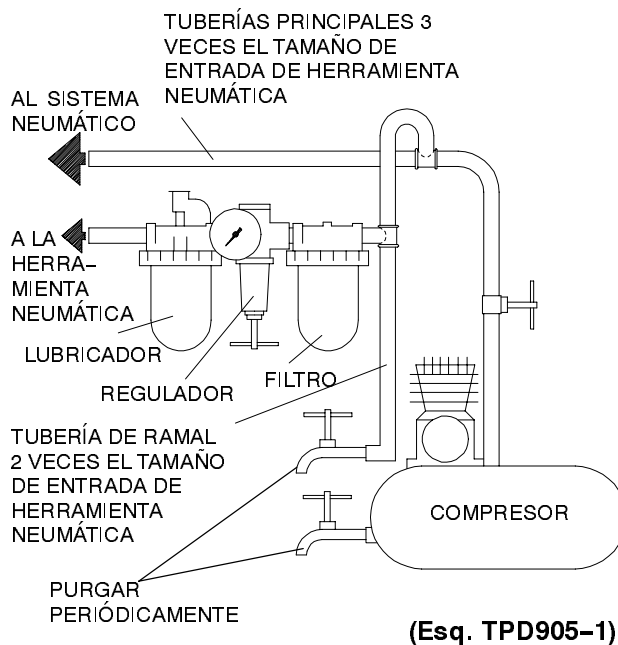 TUBERÍAS PRINCIPALES 3
VECES EL TAMAÑO DE
ENTRADA DE HERRAMIENTA
NEUMÁTICA
AL SISTEMA
NEUMÁTICO
A LA
HERRA–
MIENTA
NEUMÁTICA
LUBRICADOR
REGULADOR
FILTRO
TUBERÍA DE RAMAL
2 VECES EL TAMAÑO
DE ENTRADA DE
HERRAMIENTA
NEUMÁTICA
COMPRESOR
PURGAR
PERIÓDICAMENTE
(Esq. TPD905–1)